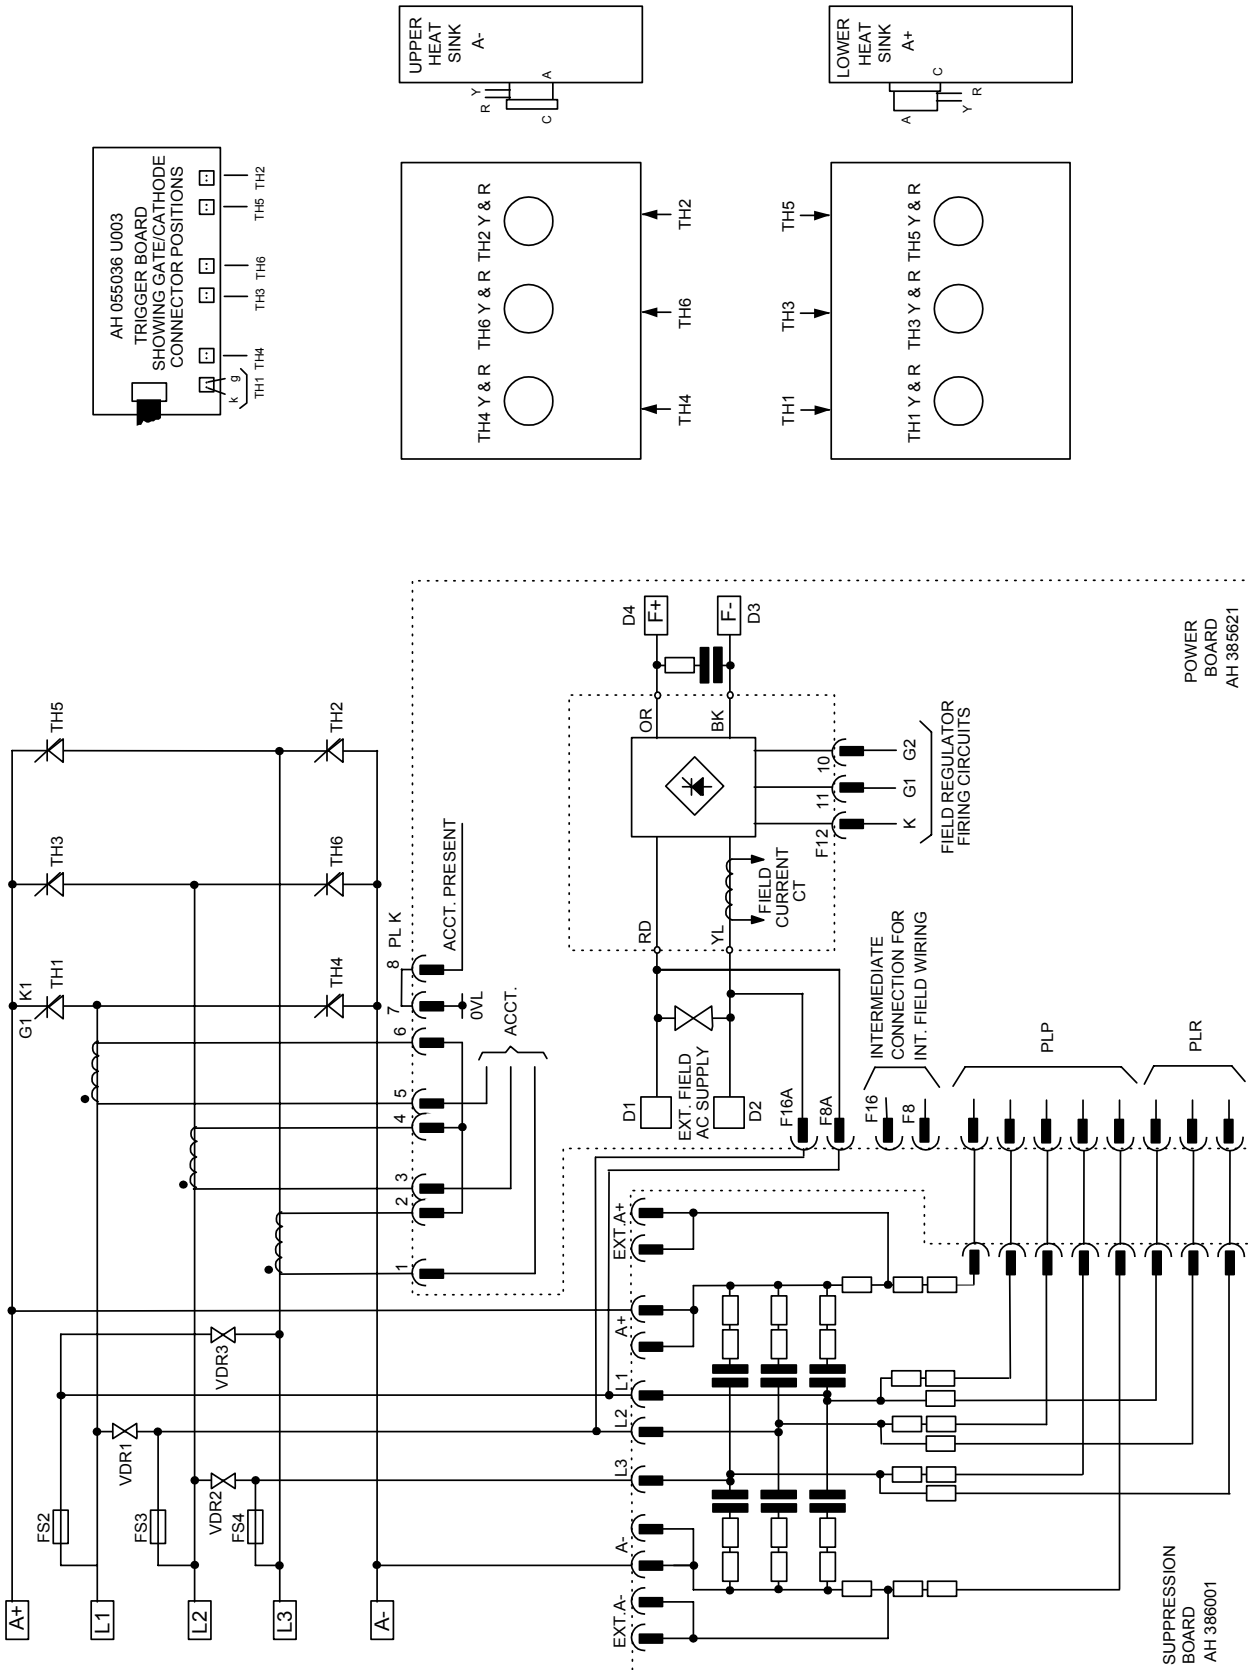 A+
L1
L2
L3
A-
FS2
FS3
FS4
VDR1
VDR2
VDR3
G1 K1
TH1
TH3
TH5
TH4
TH6
TH2
1
2
3
4
5
6
7
8
PL K
ACCT.
0VL
ACCT. PRESENT
EXT.A-
A-
L3
L2
L1
A+
EXT.A+
SUPPRESSION
BOARD
AH 386001
D1
D2
EXT. FIELD
AC SUPPLY
F16A
F8A
F16
F8
INTERMEDIATE
CONNECTION FOR
INT. FIELD WIRING
PLP
PLR
RD
YL
FIELD
CURRENT
CT
OR
BK
D4
F+
F-
D3
F12
11
10
K
G1
G2
FIELD REGULATOR
FIRING CIRCUITS
POWER
BOARD
AH 385621
AH 055036 U003
TRIGGER BOARD
SHOWING GATE/CATHODE
CONNECTOR POSITIONS
k
g
TH1
TH4
TH3
TH6
TH5
TH2
TH4 Y & R
TH6 Y & R
TH2 Y & R
TH4
TH6
TH2
UPPER
HEAT
SINK
A-
R
Y
C
A
TH1
TH3
TH5
TH1 Y & R
TH3 Y & R
TH5 Y & R
LOWER
HEAT
SINK
A+
A
C
Y
R